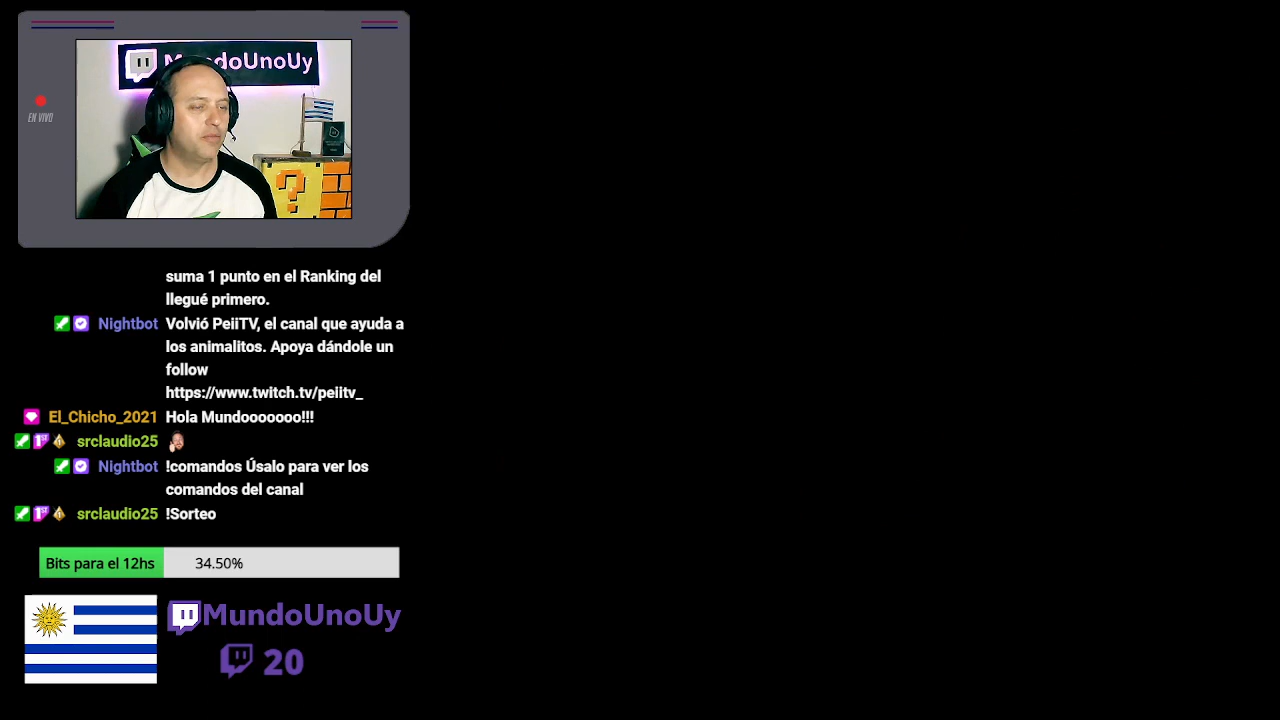 MundoUnoUy
EN VIVO
suma 1 punto en el Ranking del
llegué primero.
Nightbot Volvió PeiiTV, el canal que ayuda a
los animalitos. Apoya dándole un
follow
https://www.twitch.tv/peiitv_
El_Chicho_2021 Hola Mundooooooo!!!
srclaudio25
Nightbot !comandos Úsalo para ver los
comandos del canal
srclaudio25 !Sorteo
Bits para el 12hs 34.50%
MundoUnoUy
20